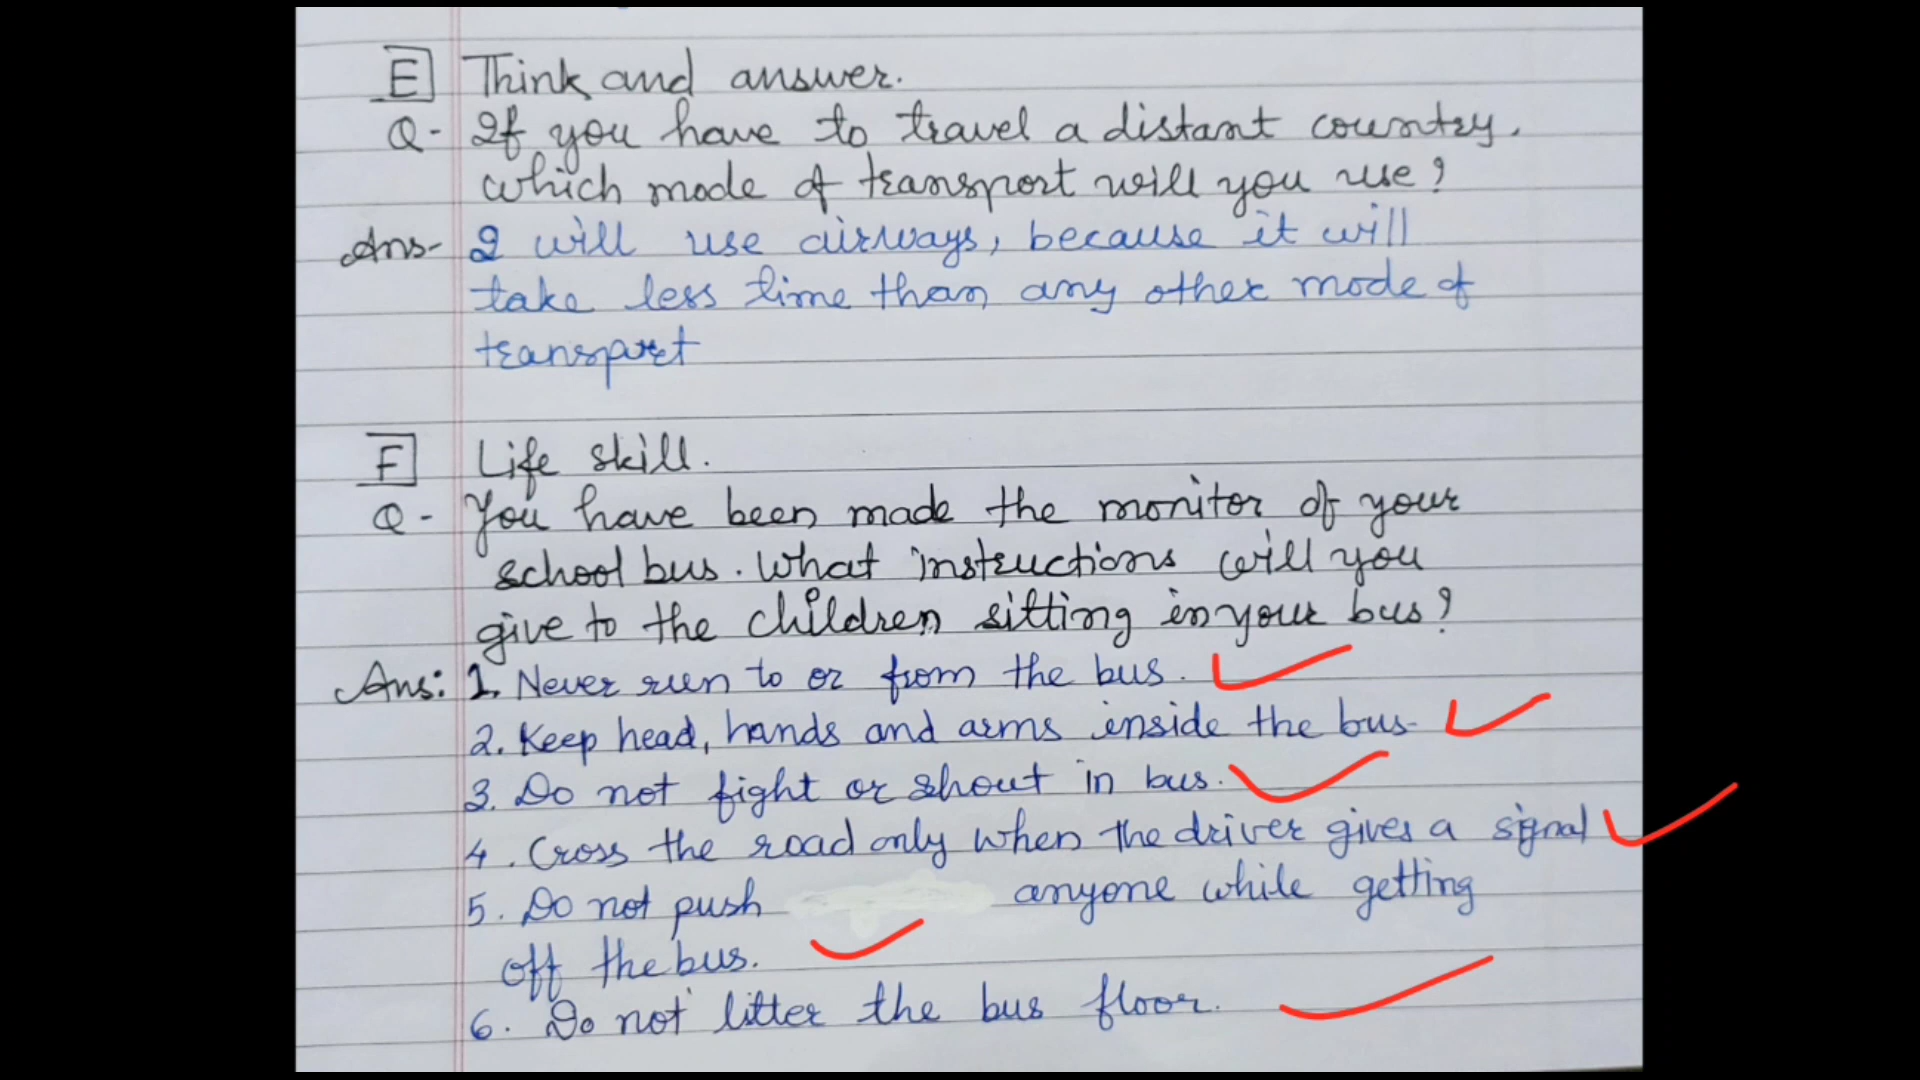 E Think and answer.
Q- If you have to travel a distant country.
which mode of transport will you use?
Ans- I will use airways, because it will
take less time than any other mode of
transport
F Life skill.
Q- You have been made the monitor of your
school bus. What instructions will you
give to the children sitting in your bus?
Ans: 1. Never run to or from the bus.
2. Keep head, hands and arms inside the bus-
3. Do not fight or shout in bus.
4. Cross the road only when the driver gives a signal
5. Do not push anyone while getting
off the bus.
6. Do not litter the bus floor.